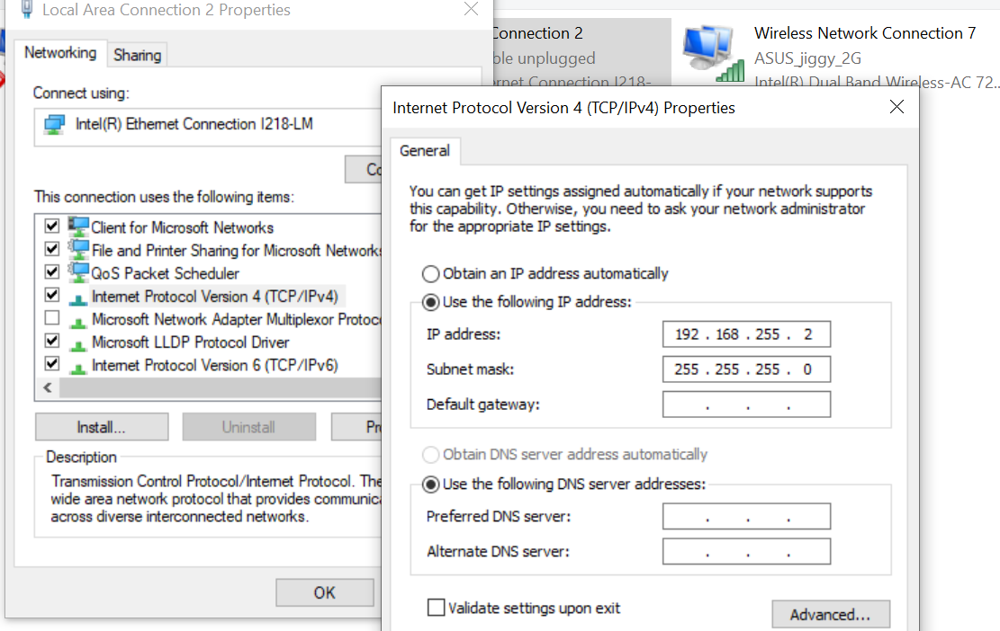 Local Area Connection 2 Properties
Networking
Sharing
Connect using:
Intel(R) Ethernet Connection I218-LM
This connection uses the following items:
Client for Microsoft Networks
File and Printer Sharing for Microsoft Networks
QoS Packet Scheduler
Internet Protocol Version 4 (TCP/IPv4)
Microsoft Network Adapter Multiplexor Protoc
Microsoft LLDP Protocol Driver
Internet Protocol Version 6 (TCP/IPv6)
Install...
Uninstall
Pr
Description
Transmission Control Protocol/Internet Protocol. The
wide area network protocol that provides communica
across diverse interconnected networks.
OK
Connection 2
ble unplugged
ernet Connection I218-
Wireless Network Connection 7
ASUS_jiggy_2G
Intel(R) Dual Band Wireless-AC 72...
Internet Protocol Version 4 (TCP/IPv4) Properties
General
You can get IP settings assigned automatically if your network supports
this capability. Otherwise, you need to ask your network administrator
for the appropriate IP settings.
Obtain an IP address automatically
Use the following IP address:
IP address:
192 . 168 . 255 . 2
Subnet mask:
255 . 255 . 255 . 0
Default gateway:
. . .
Obtain DNS server address automatically
Use the following DNS server addresses:
Preferred DNS server:
. . .
Alternate DNS server:
. . .
Validate settings upon exit
Advanced...